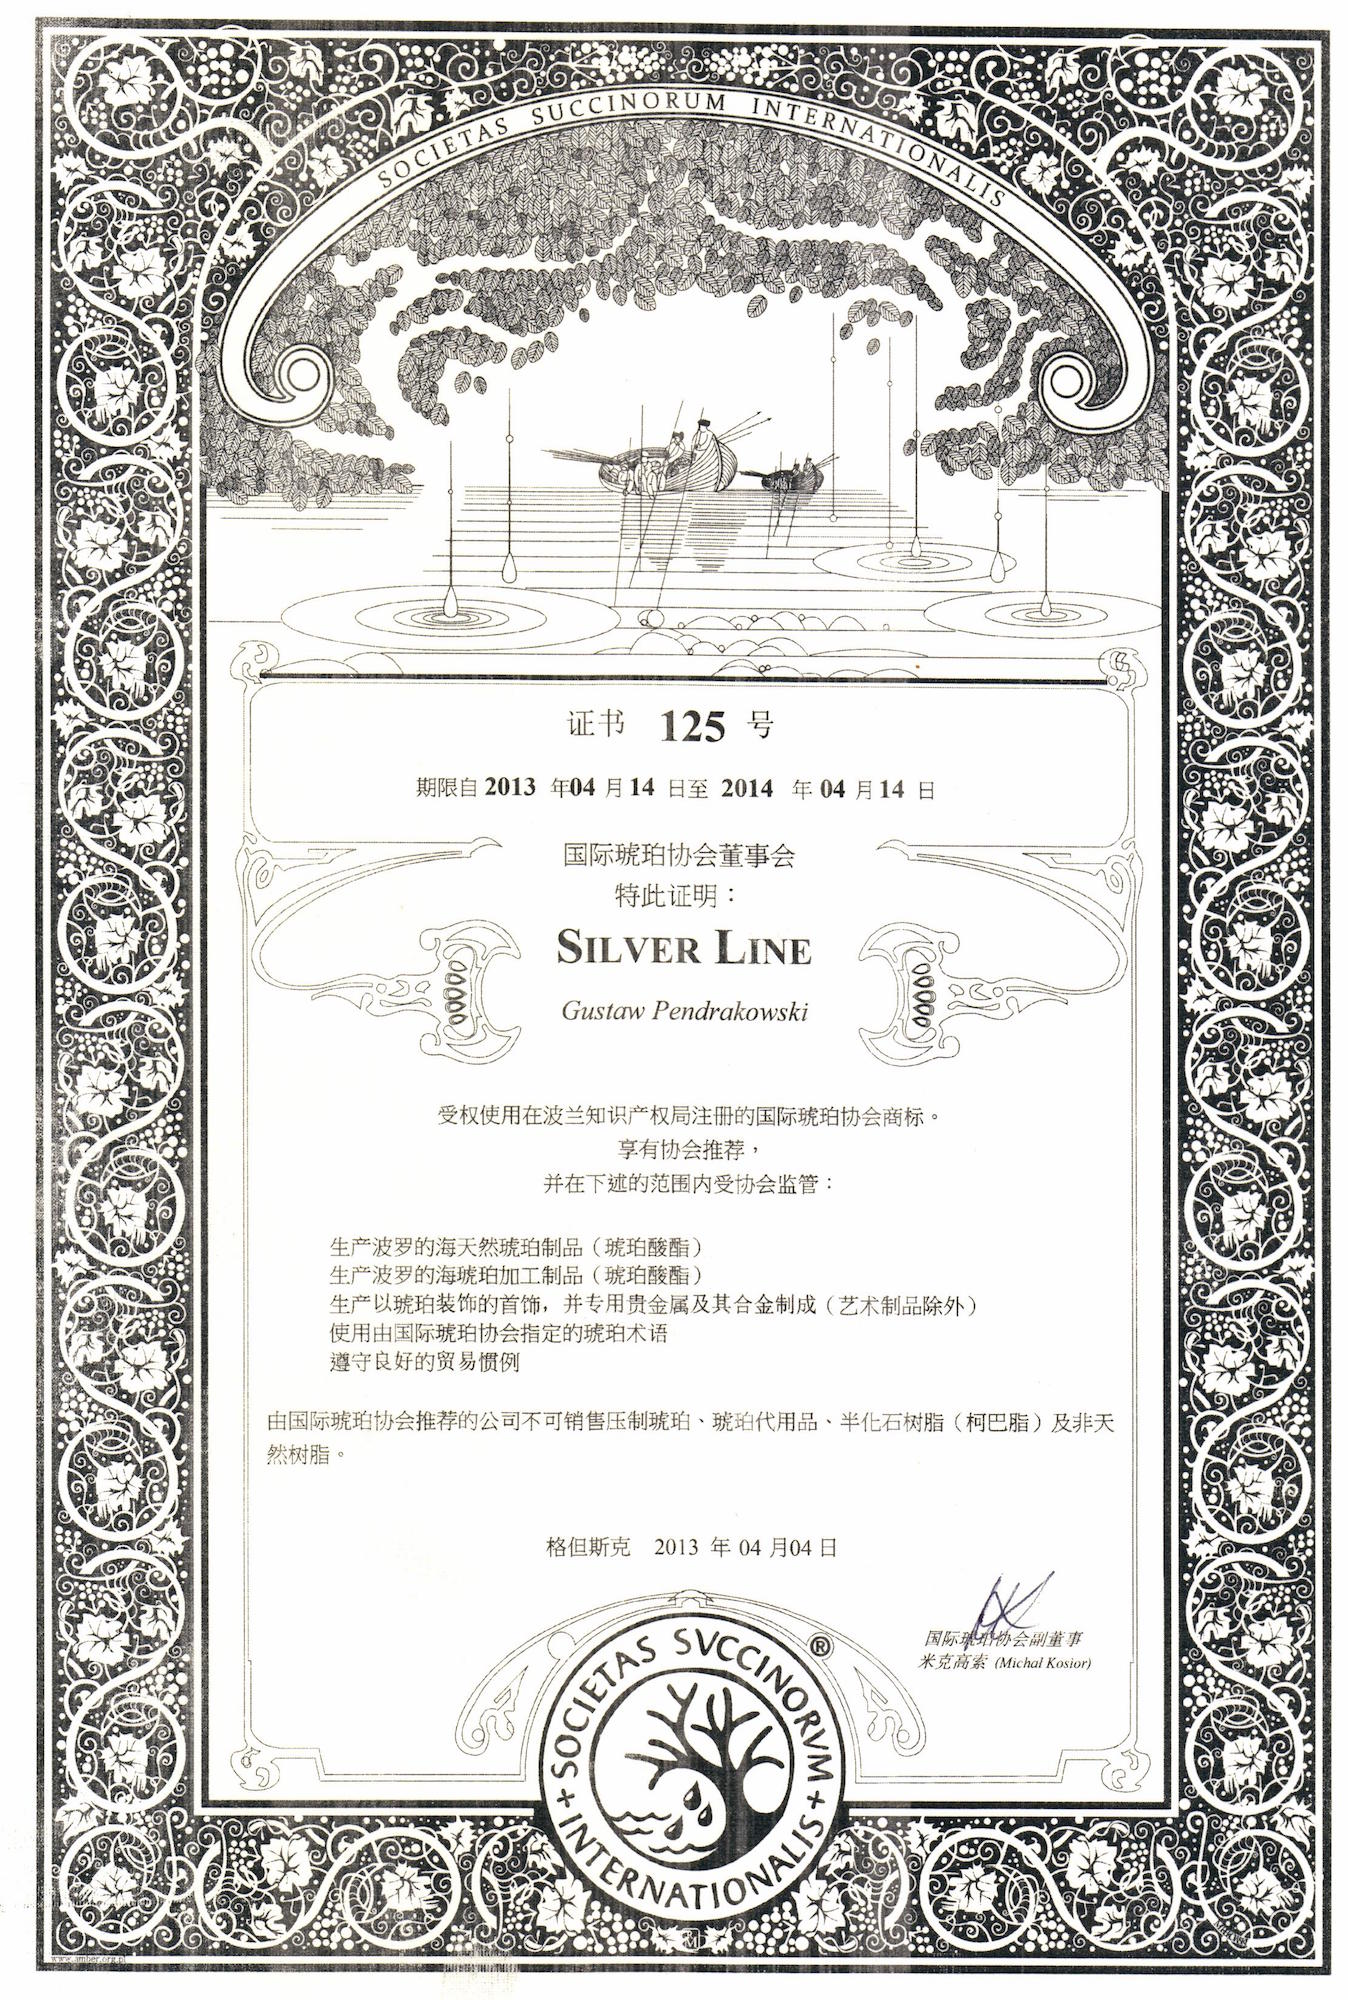 SOCIETAS SUCCINORUM INTERNATIONALIS
证书 125 号
期限自 2013 年04 月 14 日至 2014 年 04 月 14 日
国际琥珀协会董事会
特此证明：
SILVER LINE
Gustaw Pendrakowski
受权使用在波兰知识产权局注册的国际琥珀协会商标。
享有协会推荐，
并在下述的范围内受协会监管：
生产波罗的海天然琥珀制品（琥珀酸酯）
生产波罗的海琥珀加工制品（琥珀酸酯）
生产以琥珀装饰的首饰，并专用贵金属及其合金制成（艺术制品除外）
使用由国际琥珀协会指定的琥珀术语
遵守良好的贸易惯例
由国际琥珀协会推荐的公司不可销售压制琥珀、琥珀代用品、半化石树脂（柯巴脂）及非天
然树脂。
格但斯克 2013 年 04 月04 日
国际琥珀协会副董事
米克高索 (Michal Kosior)
SOCIETAS SVCCINORVM + INTERNATIONALIS +
®
www.amber.org.pl